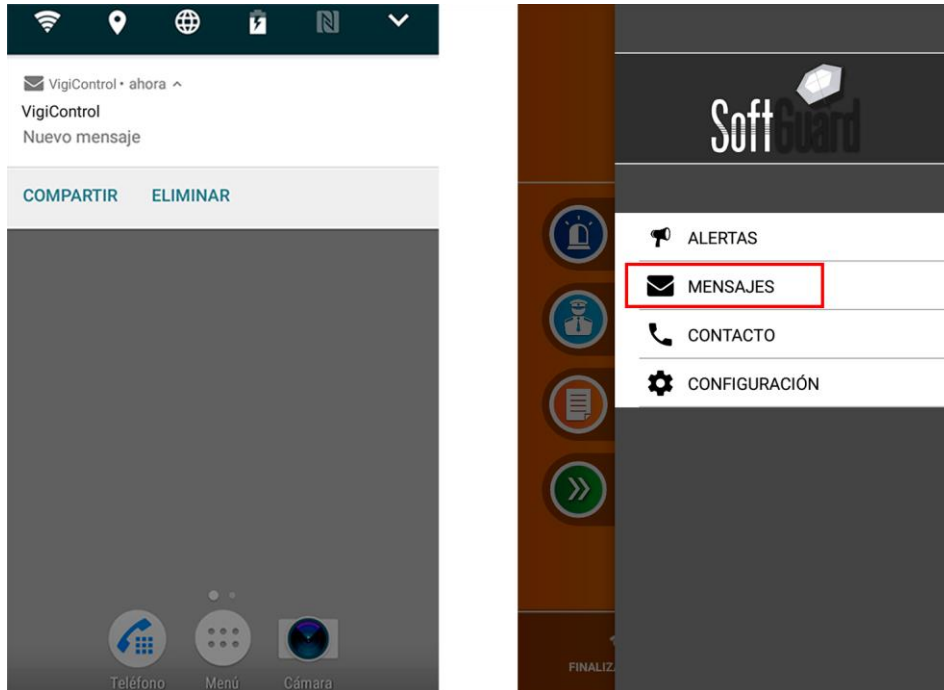 VigiControl • ahora
VigiControl
Nuevo mensaje
COMPARTIR ELIMINAR
Teléfono Menú Cámara
SoftGuard
ALERTAS
MENSAJES
CONTACTO
CONFIGURACIÓN
FINALIZ